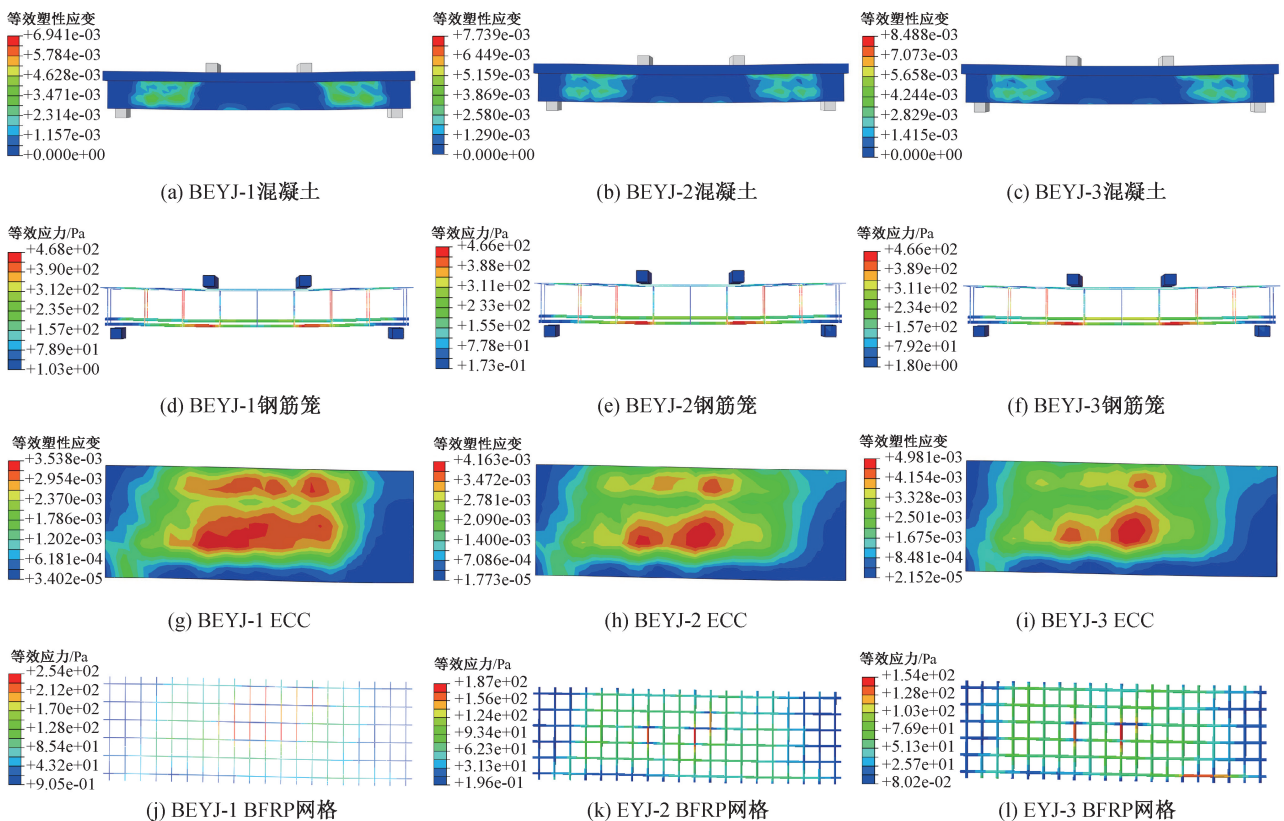 等效塑性应变
+6.941e-03
+5.784e-03
+4.628e-03
+3.471e-03
+2.314e-03
+1.157e-03
+0.000e+00
(a) BEYJ-1混凝土
等效塑性应变
+7.739e-03
+6.449e-03
+5.159e-03
+3.869e-03
+2.580e-03
+1.290e-03
+0.000e+00
(b) BEYJ-2混凝土
等效塑性应变
+8.488e-03
+7.073e-03
+5.658e-03
+4.244e-03
+2.829e-03
+1.415e-03
+0.000e+00
(c) BEYJ-3混凝土
等效应力/Pa
+4.68e+02
+3.90e+02
+3.12e+02
+2.35e+02
+1.57e+02
+7.89e+01
+1.03e+00
(d) BEYJ-1钢筋笼
等效应力/Pa
+4.66e+02
+3.88e+02
+3.11e+02
+2.33e+02
+1.55e+02
+7.78e+01
+1.73e-01
(e) BEYJ-2钢筋笼
等效应力/Pa
+4.66e+02
+3.89e+02
+3.11e+02
+2.34e+02
+1.57e+02
+7.92e+01
+1.80e+00
(f) BEYJ-3钢筋笼
等效塑性应变
+3.538e-03
+2.954e-03
+2.370e-03
+1.786e-03
+1.202e-03
+6.181e-04
+3.402e-05
(g) BEYJ-1 ECC
等效塑性应变
+4.163e-03
+3.472e-03
+2.781e-03
+2.090e-03
+1.400e-03
+7.086e-04
+1.773e-05
(h) BEYJ-2 ECC
等效塑性应变
+4.981e-03
+4.154e-03
+3.328e-03
+2.501e-03
+1.675e-03
+8.481e-04
+2.152e-05
(i) BEYJ-3 ECC
等效应力/Pa
+2.54e+02
+2.12e+02
+1.70e+02
+1.28e+02
+8.54e+01
+4.32e+01
+9.05e-01
(j) BEYJ-1 BFRP网格
等效应力/Pa
+1.87e+02
+1.56e+02
+1.24e+02
+9.34e+01
+6.23e+01
+3.13e+01
+1.96e-01
(k) EYJ-2 BFRP网格
等效应力/Pa
+1.54e+02
+1.28e+02
+1.03e+02
+7.69e+01
+5.13e+01
+2.57e+01
+8.02e-02
(l) EYJ-3 BFRP网格